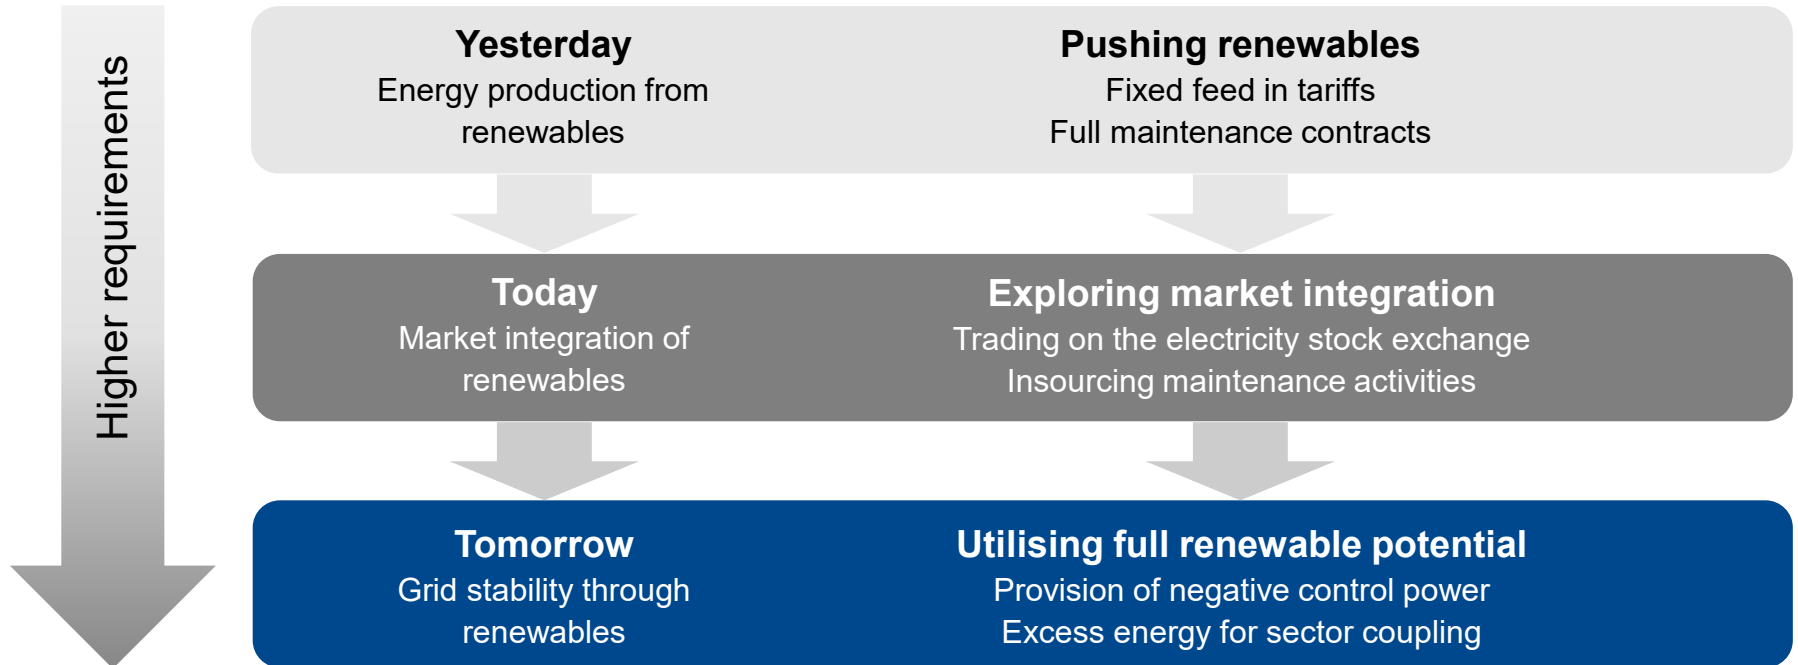 Higher requirements
Yesterday
Energy production from
renewables
Pushing renewables
Fixed feed in tariffs
Full maintenance contracts
Today
Market integration of
renewables
Exploring market integration
Trading on the electricity stock exchange
Insourcing maintenance activities
Tomorrow
Grid stability through
renewables
Utilising full renewable potential
Provision of negative control power
Excess energy for sector coupling